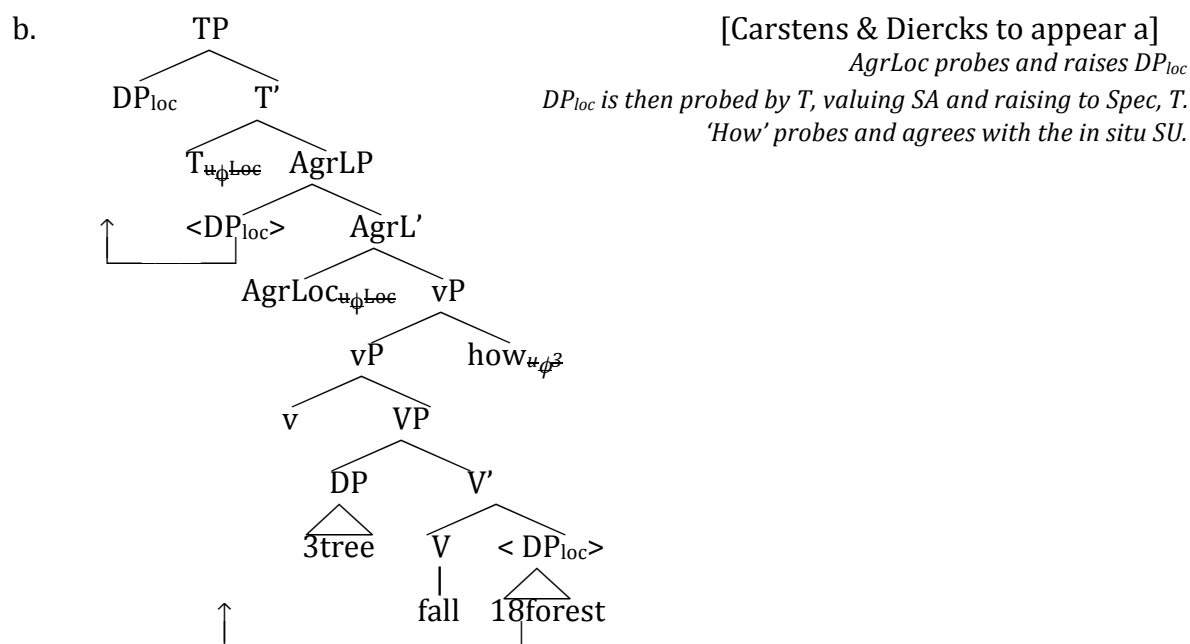 b. TP [Carstens & Diercks to appear a]
AgrLoc probes and raises DPloc
DPloc T’ DPloc is then probed by T, valuing SA and raising to Spec, T.
‘How’ probes and agrees with the in situ SU.
TuϕLoc AgrLP
<DPloc> AgrL’
AgrLocuϕLoc vP
vP howuϕ3
v VP
DP V’
3tree V < DPloc>
fall 18forest